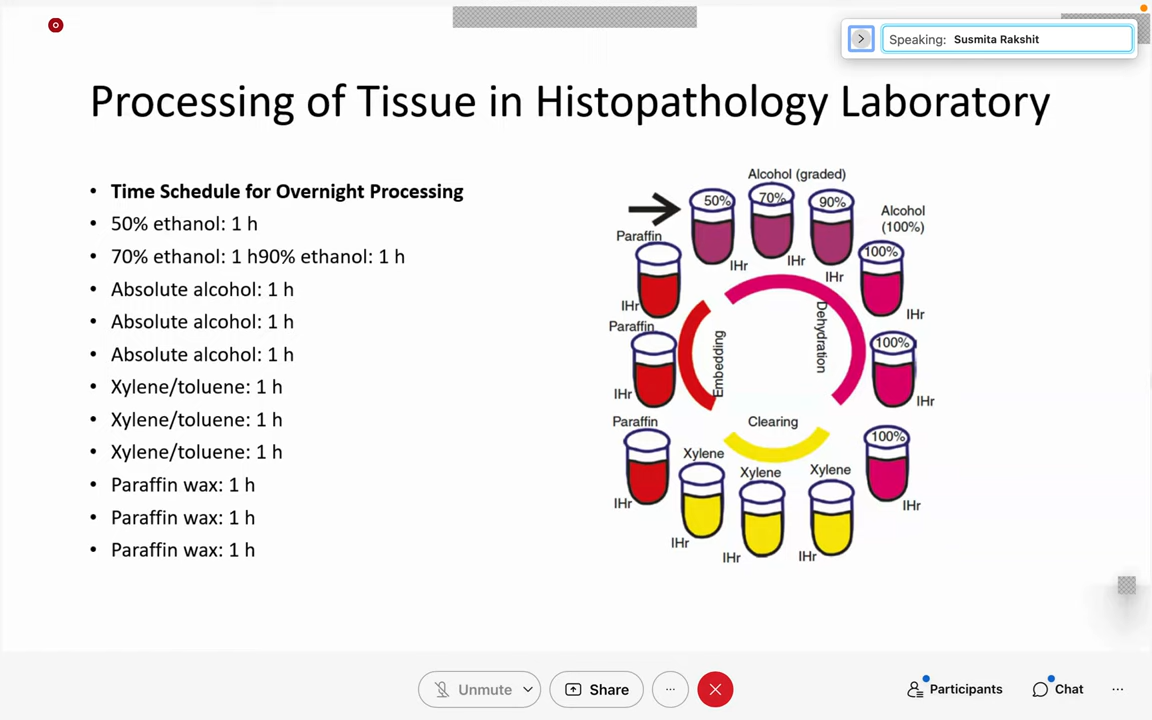 Speaking: Susmita Rakshit
Processing of Tissue in Histopathology Laboratory
• Time Schedule for Overnight Processing
• 50% ethanol: 1 h
• 70% ethanol: 1 h90% ethanol: 1 h
• Absolute alcohol: 1 h
• Absolute alcohol: 1 h
• Absolute alcohol: 1 h
• Xylene/toluene: 1 h
• Xylene/toluene: 1 h
• Xylene/toluene: 1 h
• Paraffin wax: 1 h
• Paraffin wax: 1 h
• Paraffin wax: 1 h
Alcohol (graded)
50%
70%
90%
IHr
IHr
IHr
Alcohol
(100%)
100%
IHr
100%
IHr
100%
IHr
Dehydration
Clearing
Xylene
IHr
Xylene
IHr
Xylene
IHr
Embedding
Paraffin
IHr
Paraffin
IHr
Paraffin
IHr
Unmute
Share
Participants
Chat